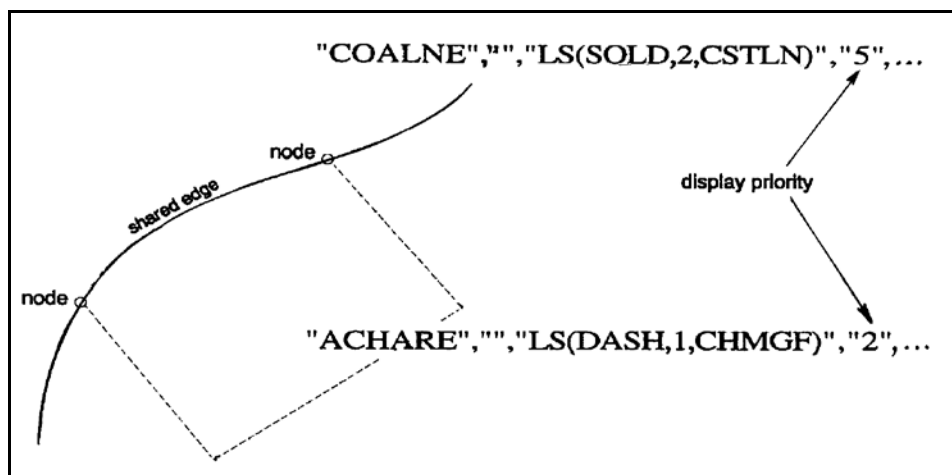 "COALNE","","LS(SOLD,2,CSTLN)","5",...
node
shared edge
display priority
node
"ACHARE","","LS(DASH,1,CHMGF)","2",...